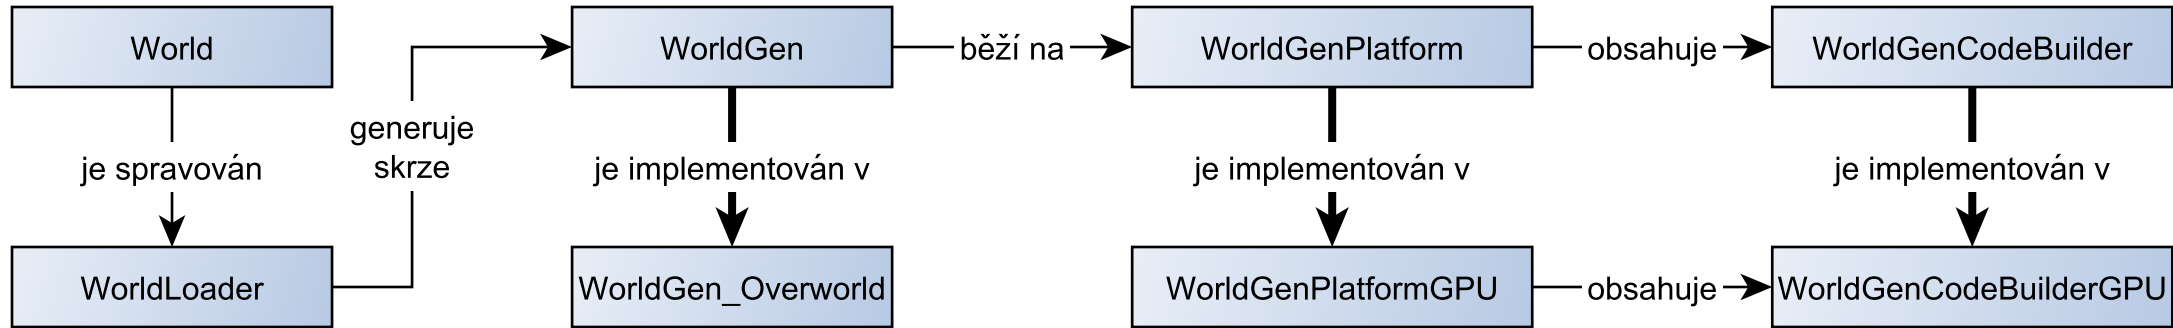 World
WorldGen
běží na
WorldGenPlatform
obsahuje
WorldGenCodeBuilder
generuje
skrze
je spravován
je implementován v
je implementován v
je implementován v
WorldLoader
WorldGen_Overworld
WorldGenPlatformGPU
obsahuje
WorldGenCodeBuilderGPU